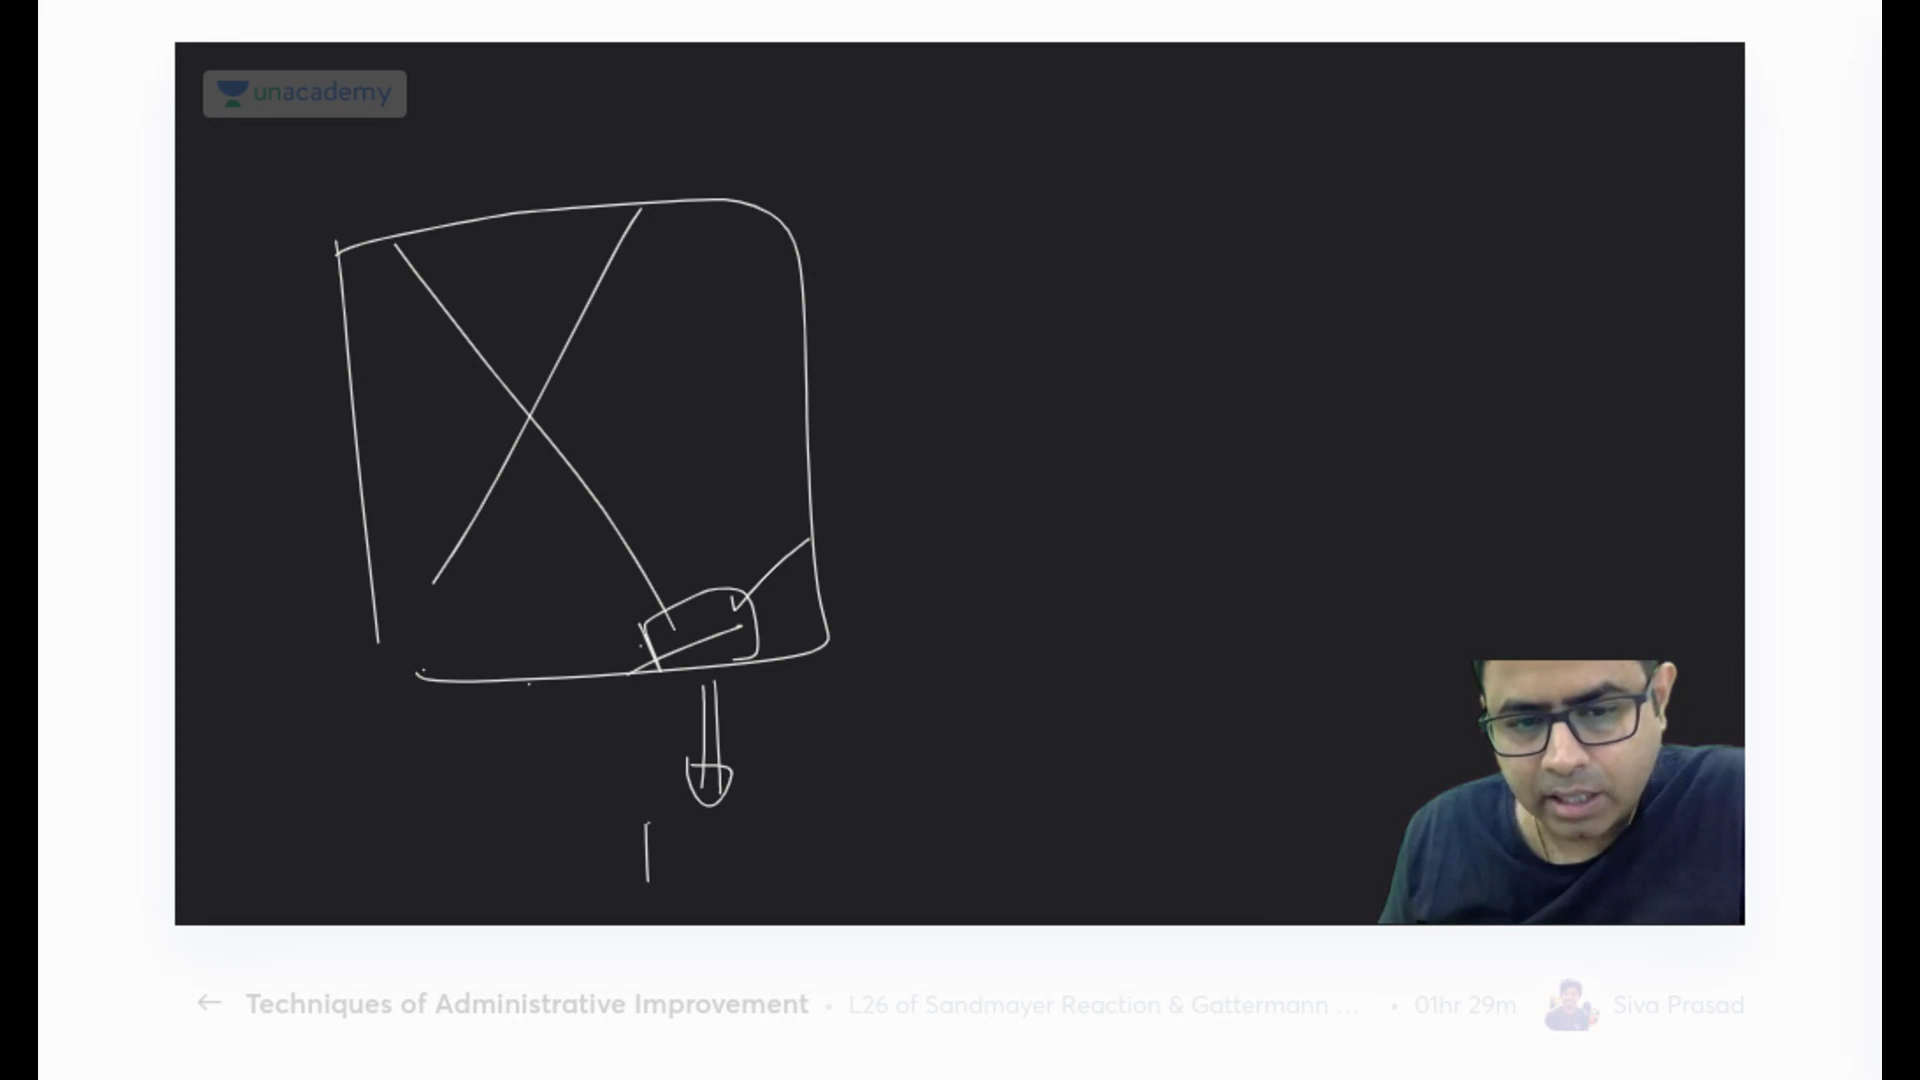 unacademy
← Techniques of Administrative Improvement • L26 of Sandmayer Reaction & Gattermann ... • 01hr 29m Siva Prasad